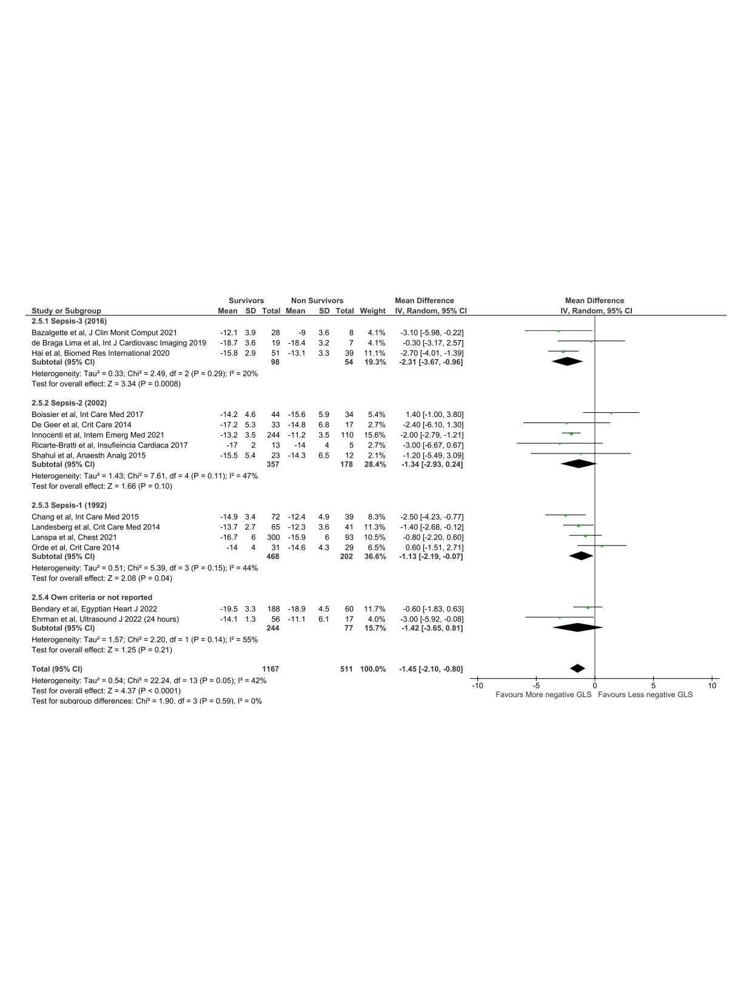 Survivors Non Survivors Mean Difference Mean Difference
Study or Subgroup Mean SD Total Mean SD Total Weight IV, Random, 95% CI IV, Random, 95% CI
2.5.1 Sepsis-3 (2016)
Bazalgette et al, J Clin Monit Comput 2021 -12.1 3.9 28 -9 3.6 8 4.1% -3.10 [-5.98, -0.22]
de Braga Lima et al, Int J Cardiovasc Imaging 2019 -18.7 3.6 19 -18.4 3.2 7 4.1% -0.30 [-3.17, 2.57]
Hai et al, Biomed Res International 2020 -15.8 2.9 51 -13.1 3.3 39 11.1% -2.70 [-4.01, -1.39]
Subtotal (95% CI) 98 54 19.3% -2.31 [-3.67, -0.96]
Heterogeneity: Tau² = 0.33; Chi² = 2.49, df = 2 (P = 0.29); I² = 20%
Test for overall effect: Z = 3.34 (P = 0.0008)
2.5.2 Sepsis-2 (2002)
Boissier et al, Int Care Med 2017 -14.2 4.6 44 -15.6 5.9 34 5.4% 1.40 [-1.00, 3.80]
De Geer et al, Crit Care 2014 -17.2 5.3 33 -14.8 6.8 17 2.7% -2.40 [-6.10, 1.30]
Innocenti et al, Intern Emerg Med 2021 -13.2 3.5 244 -11.2 3.5 110 15.6% -2.00 [-2.79, -1.21]
Ricarte-Bratti et al, Insufieincia Cardiaca 2017 -17 2 13 -14 4 5 2.7% -3.00 [-6.67, 0.67]
Shahul et al, Anaesth Analg 2015 -15.5 5.4 23 -14.3 6.5 12 2.1% -1.20 [-5.49, 3.09]
Subtotal (95% CI) 357 178 28.4% -1.34 [-2.93, 0.24]
Heterogeneity: Tau² = 1.43; Chi² = 7.61, df = 4 (P = 0.11); I² = 47%
Test for overall effect: Z = 1.66 (P = 0.10)
2.5.3 Sepsis-1 (1992)
Chang et al, Int Care Med 2015 -14.9 3.4 72 -12.4 4.9 39 8.3% -2.50 [-4.23, -0.77]
Landesberg et al, Crit Care Med 2014 -13.7 2.7 65 -12.3 3.6 41 11.3% -1.40 [-2.68, -0.12]
Lanspa et al, Chest 2021 -16.7 6 300 -15.9 6 93 10.5% -0.80 [-2.20, 0.60]
Orde et al, Crit Care 2014 -14 4 31 -14.6 4.3 29 6.5% 0.60 [-1.51, 2.71]
Subtotal (95% CI) 468 202 36.6% -1.13 [-2.19, -0.07]
Heterogeneity: Tau² = 0.51; Chi² = 5.39, df = 3 (P = 0.15); I² = 44%
Test for overall effect: Z = 2.08 (P = 0.04)
2.5.4 Own criteria or not reported
Bendary et al, Egyptian Heart J 2022 -19.5 3.3 188 -18.9 4.5 60 11.7% -0.60 [-1.83, 0.63]
Ehrman et al, Ultrasound J 2022 (24 hours) -14.1 1.3 56 -11.1 6.1 17 4.0% -3.00 [-5.92, -0.08]
Subtotal (95% CI) 244 77 15.7% -1.42 [-3.65, 0.81]
Heterogeneity: Tau² = 1.57; Chi² = 2.20, df = 1 (P = 0.14); I² = 55%
Test for overall effect: Z = 1.25 (P = 0.21)
Total (95% CI) 1167 511 100.0% -1.45 [-2.10, -0.80]
Heterogeneity: Tau² = 0.54; Chi² = 22.24, df = 13 (P = 0.05); I² = 42%
Test for overall effect: Z = 4.37 (P < 0.0001)
Test for subgroup differences: Chi² = 1.90, df = 3 (P = 0.59), I² = 0%
-10 -5 0 5 10
Favours More negative GLS Favours Less negative GLS